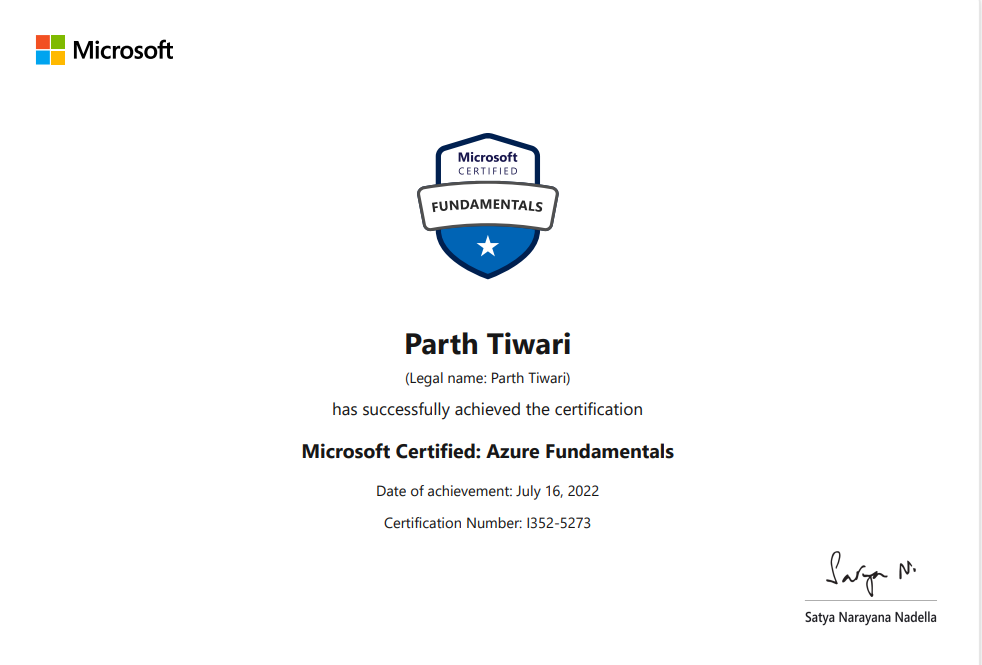 Microsoft
Microsoft
CERTIFIED
FUNDAMENTALS
Parth Tiwari
(Legal name: Parth Tiwari)
has successfully achieved the certification
Microsoft Certified: Azure Fundamentals
Date of achievement: July 16, 2022
Certification Number: I352-5273
Satya N.
Satya Narayana Nadella